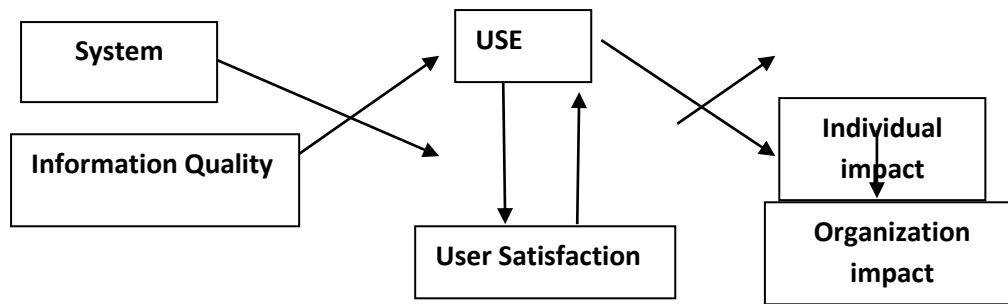 System
USE
Information Quality
Individual
impact
User Satisfaction
Organization
impact